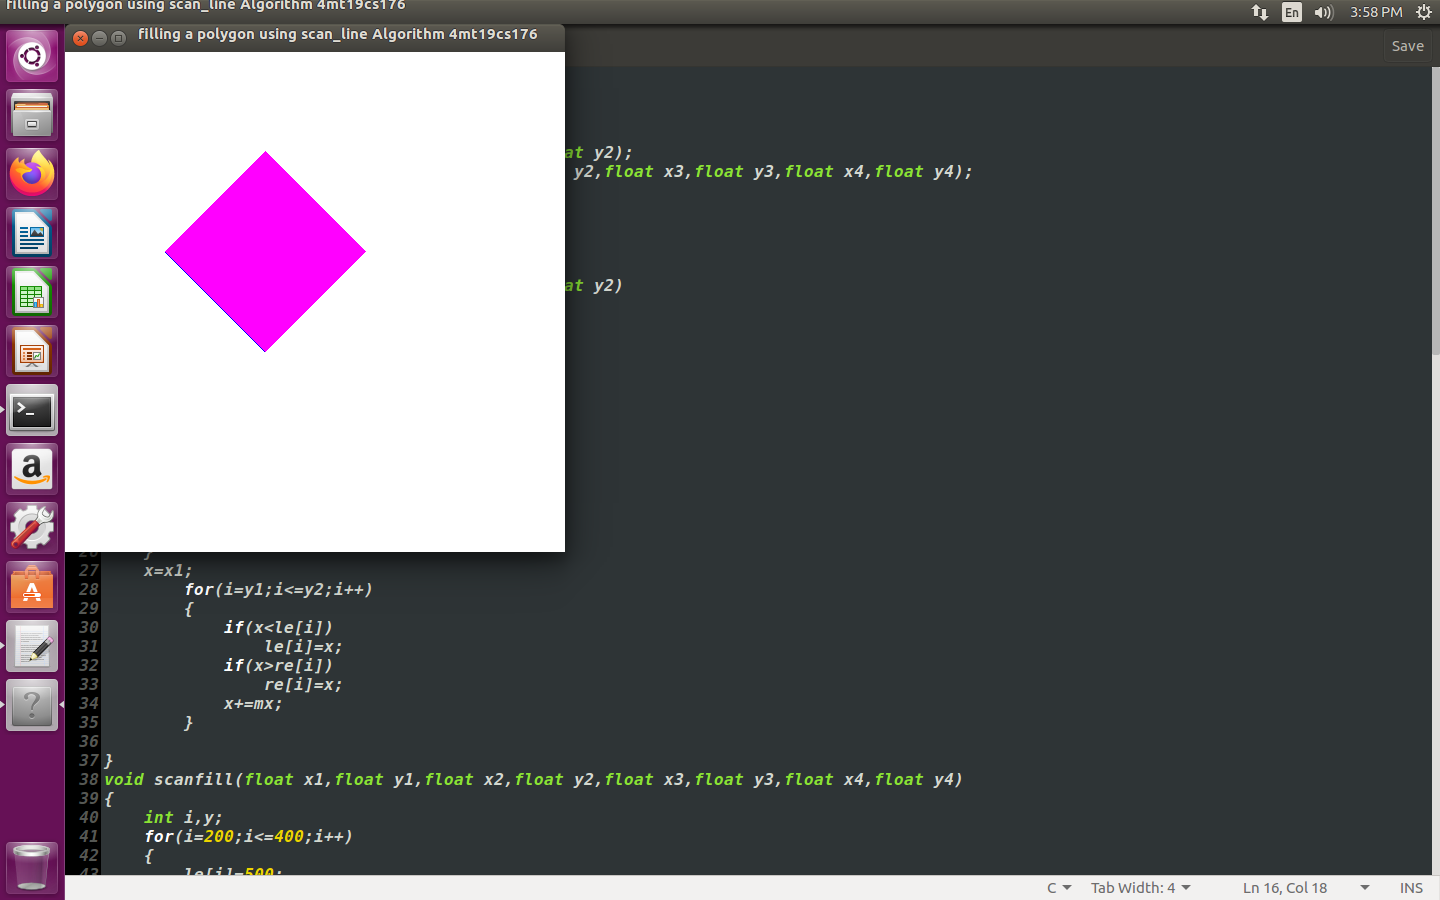 filling a polygon using scan_line Algorithm 4mt19cs176
En 3:58 PM
filling a polygon using scan_line Algorithm 4mt19cs176
Save
at y2);
y2,float x3,float y3,float x4,float y4);
at y2)
26 }
27 x=x1;
28 for(i=y1;i<=y2;i++)
29 {
30 if(x<le[i])
31 le[i]=x;
32 if(x>re[i])
33 re[i]=x;
34 x+=mx;
35 }
36
37 }
38 void scanfill(float x1,float y1,float x2,float y2,float x3,float y3,float x4,float y4)
39 {
40 int i,y;
41 for(i=200;i<=400;i++)
42 {
43 le[i]=500;
C Tab Width: 4 Ln 16, Col 18 INS